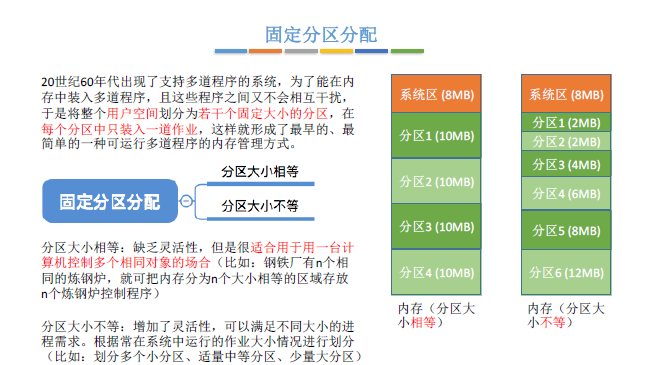 固定分区分配
20世纪60年代出现了支持多道程序的系统，为了能在内
存中装入多道程序，且这些程序之间又不会相互干扰，
于是将整个用户空间划分为若干个固定大小的分区，在
每个分区中只装入一道作业，这样就形成了最早的、最
简单的一种可运行多道程序的内存管理方式。
固定分区分配
分区大小相等
分区大小不等
分区大小相等：缺乏灵活性，但是很适合用于用一台计
算机控制多个相同对象的场合（比如：钢铁厂有n个相
同的炼钢炉，就可把内存分为n个大小相等的区域存放
n个炼钢炉控制程序）
分区大小不等：增加了灵活性，可以满足不同大小的进
程需求。根据常在系统中运行的作业大小情况进行划分
（比如：划分多个小分区、适量中等分区、少量大分区）
系统区 (8MB)
分区1 (10MB)
分区2 (10MB)
分区3 (10MB)
分区4 (10MB)
内存（分区大
小相等）
系统区 (8MB)
分区1 (2MB)
分区2 (2MB)
分区3 (4MB)
分区4 (6MB)
分区5 (8MB)
分区6 (12MB)
内存（分区大
小不等）